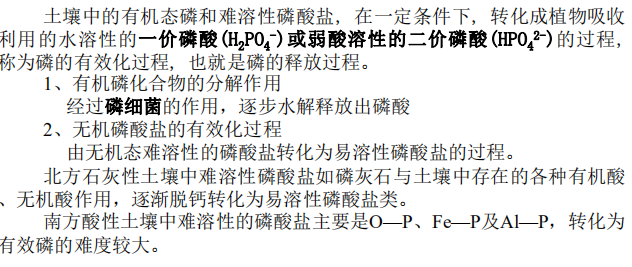 土壤中的有机态磷和难溶性磷酸盐，在一定条件下，转化成植物吸收
利用的水溶性的一价磷酸(H₂PO₄⁻)或弱酸溶性的二价磷酸(HPO₄²⁻)的过程，
称为磷的有效化过程，也就是磷的释放过程。
1、有机磷化合物的分解作用
经过磷细菌的作用，逐步水解释放出磷酸
2、无机磷酸盐的有效化过程
由无机态难溶性的磷酸盐转化为易溶性磷酸盐的过程。
北方石灰性土壤中难溶性磷酸盐如磷灰石与土壤中存在的各种有机酸
、无机酸作用，逐渐脱钙转化为易溶性磷酸盐类。
南方酸性土壤中难溶性的磷酸盐主要是O—P、Fe—P及Al—P，转化为
有效磷的难度较大。